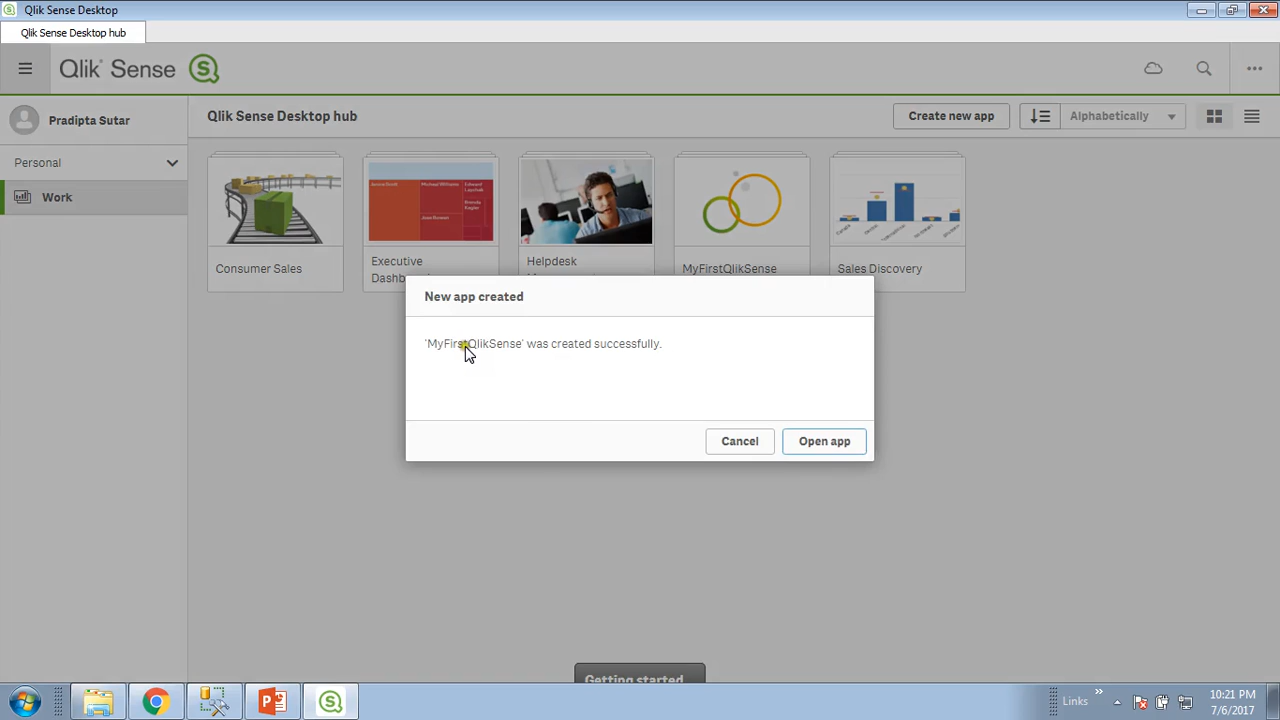 Qlik Sense Desktop
Qlik Sense Desktop hub
Qlik Sense
Pradipta Sutar
Qlik Sense Desktop hub
Create new app
Alphabetically
Personal
Work
Consumer Sales
Executive
Helpdesk
MyFirstQlikSense
Sales Discovery
New app created
'MyFirstQlikSense' was created successfully.
Cancel
Open app
Getting started
Links
10:21 PM
7/6/2017